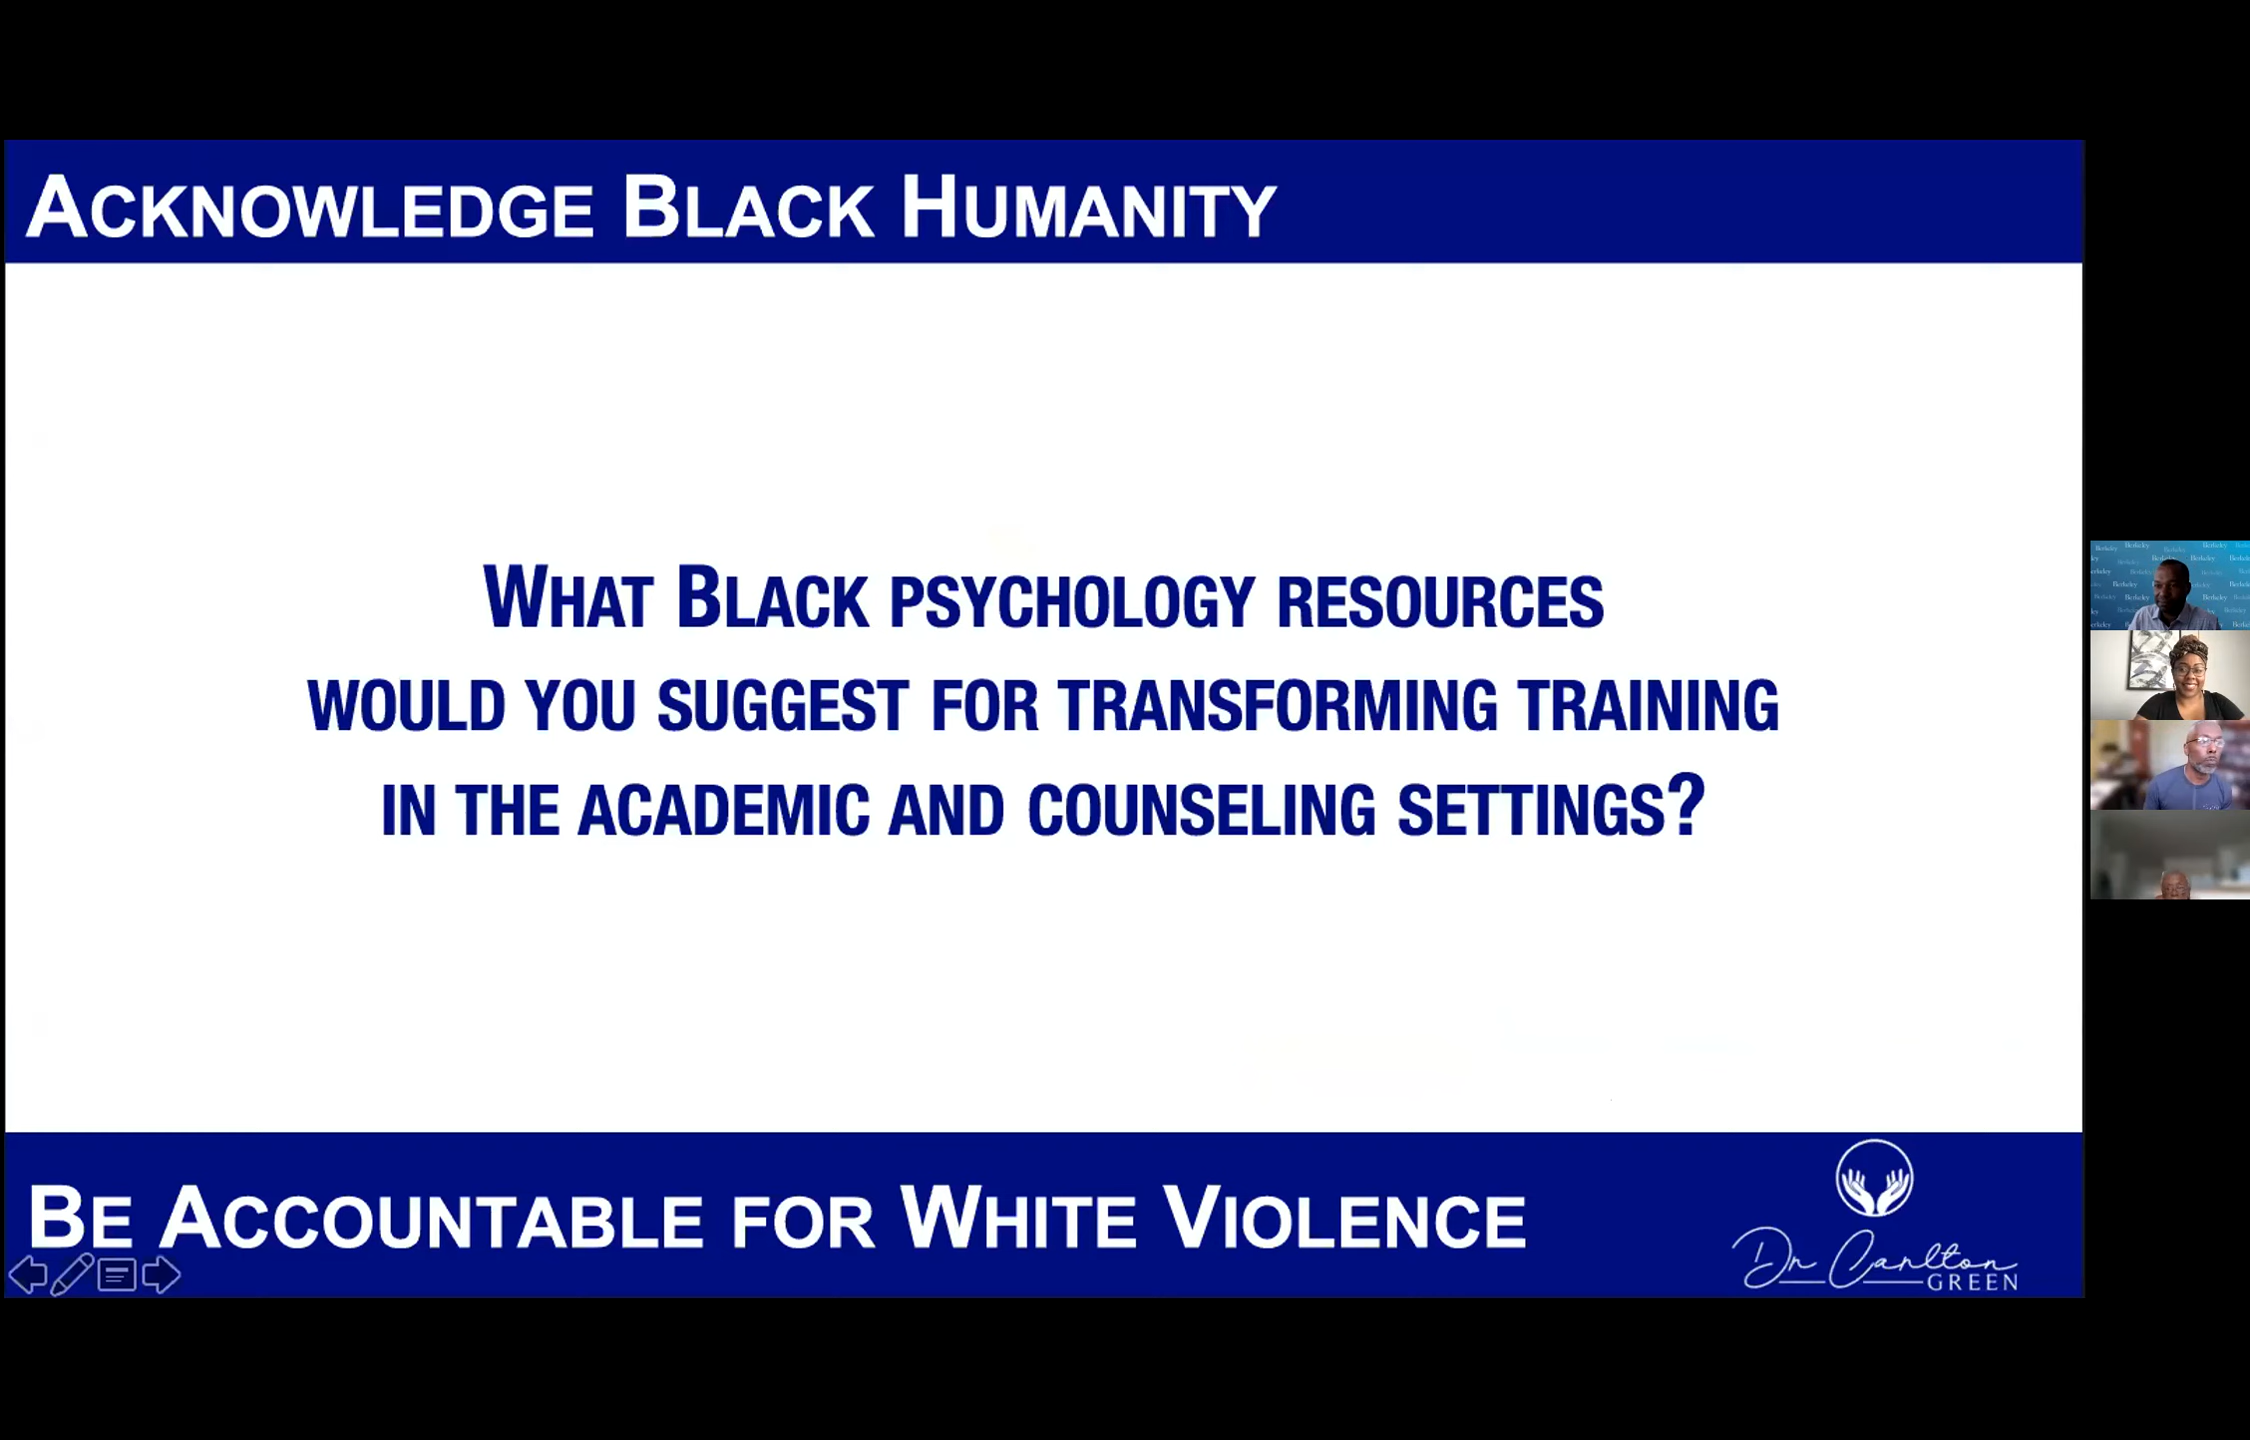 ACKNOWLEDGE BLACK HUMANITY
WHAT BLACK PSYCHOLOGY RESOURCES
WOULD YOU SUGGEST FOR TRANSFORMING TRAINING
IN THE ACADEMIC AND COUNSELING SETTINGS?
BE ACCOUNTABLE FOR WHITE VIOLENCE
Dr Carlton
GREEN
Berkeley